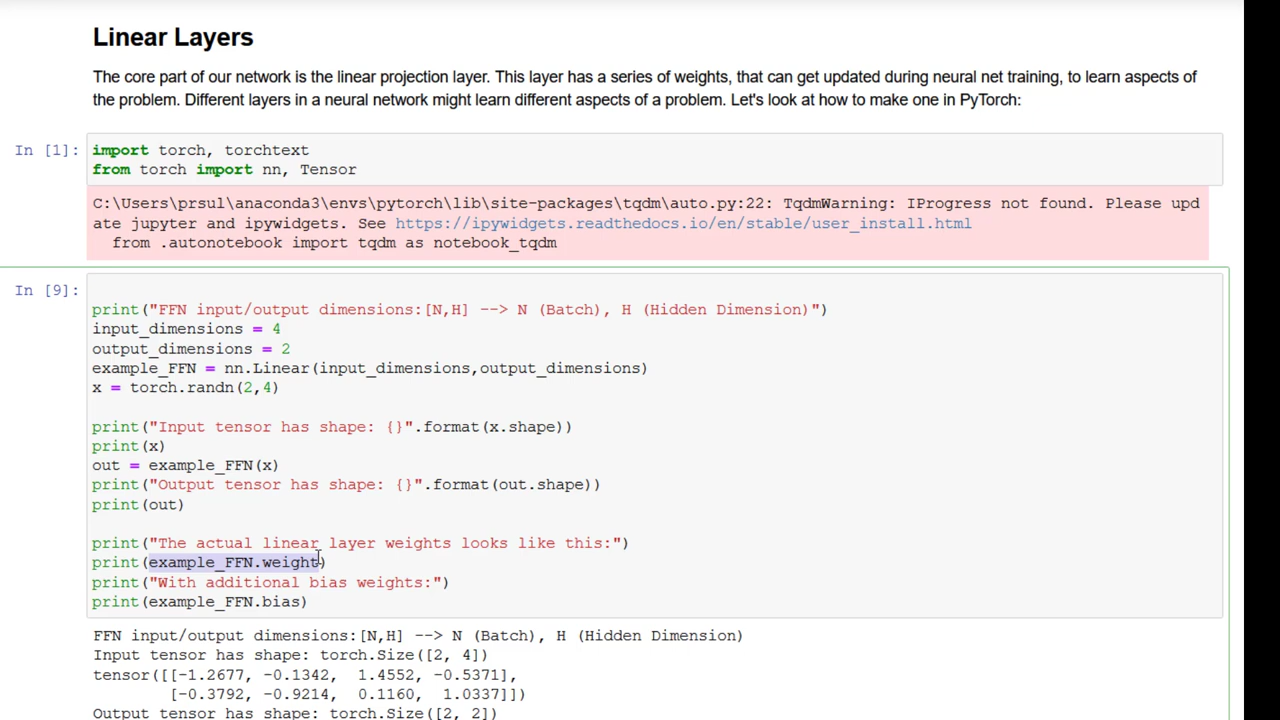 Linear Layers
The core part of our network is the linear projection layer. This layer has a series of weights, that can get updated during neural net training, to learn aspects of
the problem. Different layers in a neural network might learn different aspects of a problem. Let's look at how to make one in PyTorch:
In [1]:
import torch, torchtext
from torch import nn, Tensor
C:\Users\prsul\anaconda3\envs\pytorch\lib\site-packages\tqdm\auto.py:22: TqdmWarning: IProgress not found. Please upd
ate jupyter and ipywidgets. See https://ipywidgets.readthedocs.io/en/stable/user_install.html
  from .autonotebook import tqdm as notebook_tqdm
In [9]:
print("FFN input/output dimensions:[N,H] --> N (Batch), H (Hidden Dimension)")
input_dimensions = 4
output_dimensions = 2
example_FFN = nn.Linear(input_dimensions,output_dimensions)
x = torch.randn(2,4)
print("Input tensor has shape: {}".format(x.shape))
print(x)
out = example_FFN(x)
print("Output tensor has shape: {}".format(out.shape))
print(out)
print("The actual linear layer weights looks like this:")
print(example_FFN.weight)
print("With additional bias weights:")
print(example_FFN.bias)
FFN input/output dimensions:[N,H] --> N (Batch), H (Hidden Dimension)
Input tensor has shape: torch.Size([2, 4])
tensor([[-1.2677, -0.1342,  1.4552, -0.5371],
        [-0.3792, -0.9214,  0.1160,  1.0337]])
Output tensor has shape: torch.Size([2, 2])